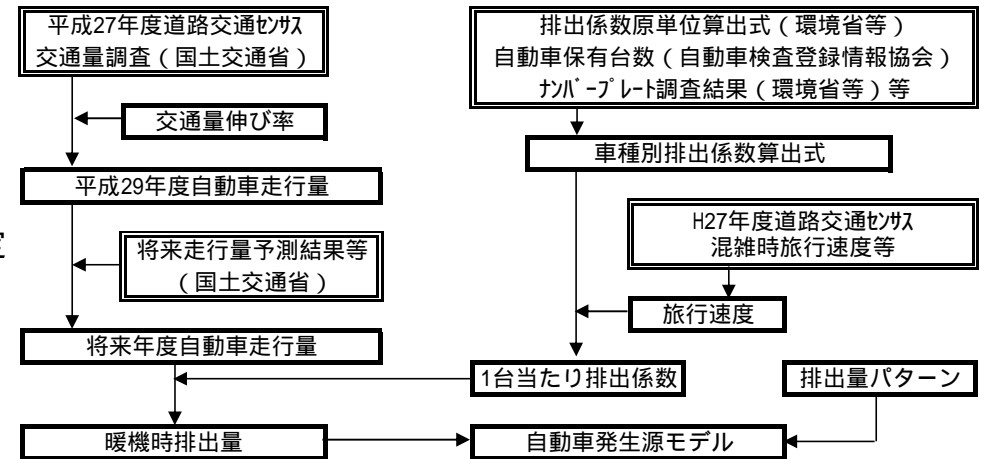 平成27年度道路交通ｾﾝｻｽ
交通量調査（国土交通省）
交通量伸び率
平成29年度自動車走行量
将来走行量予測結果等
（国土交通省）
将来年度自動車走行量
暖機時排出量
排出係数原単位算出式（環境省等）
自動車保有台数（自動車検査登録情報協会）
ﾅﾝﾊﾞｰﾌﾟﾚｰﾄ調査結果（環境省等）等
車種別排出係数算出式
H27年度道路交通ｾﾝｻｽ
混雑時旅行速度等
旅行速度
1台当たり排出係数
排出量パターン
自動車発生源モデル